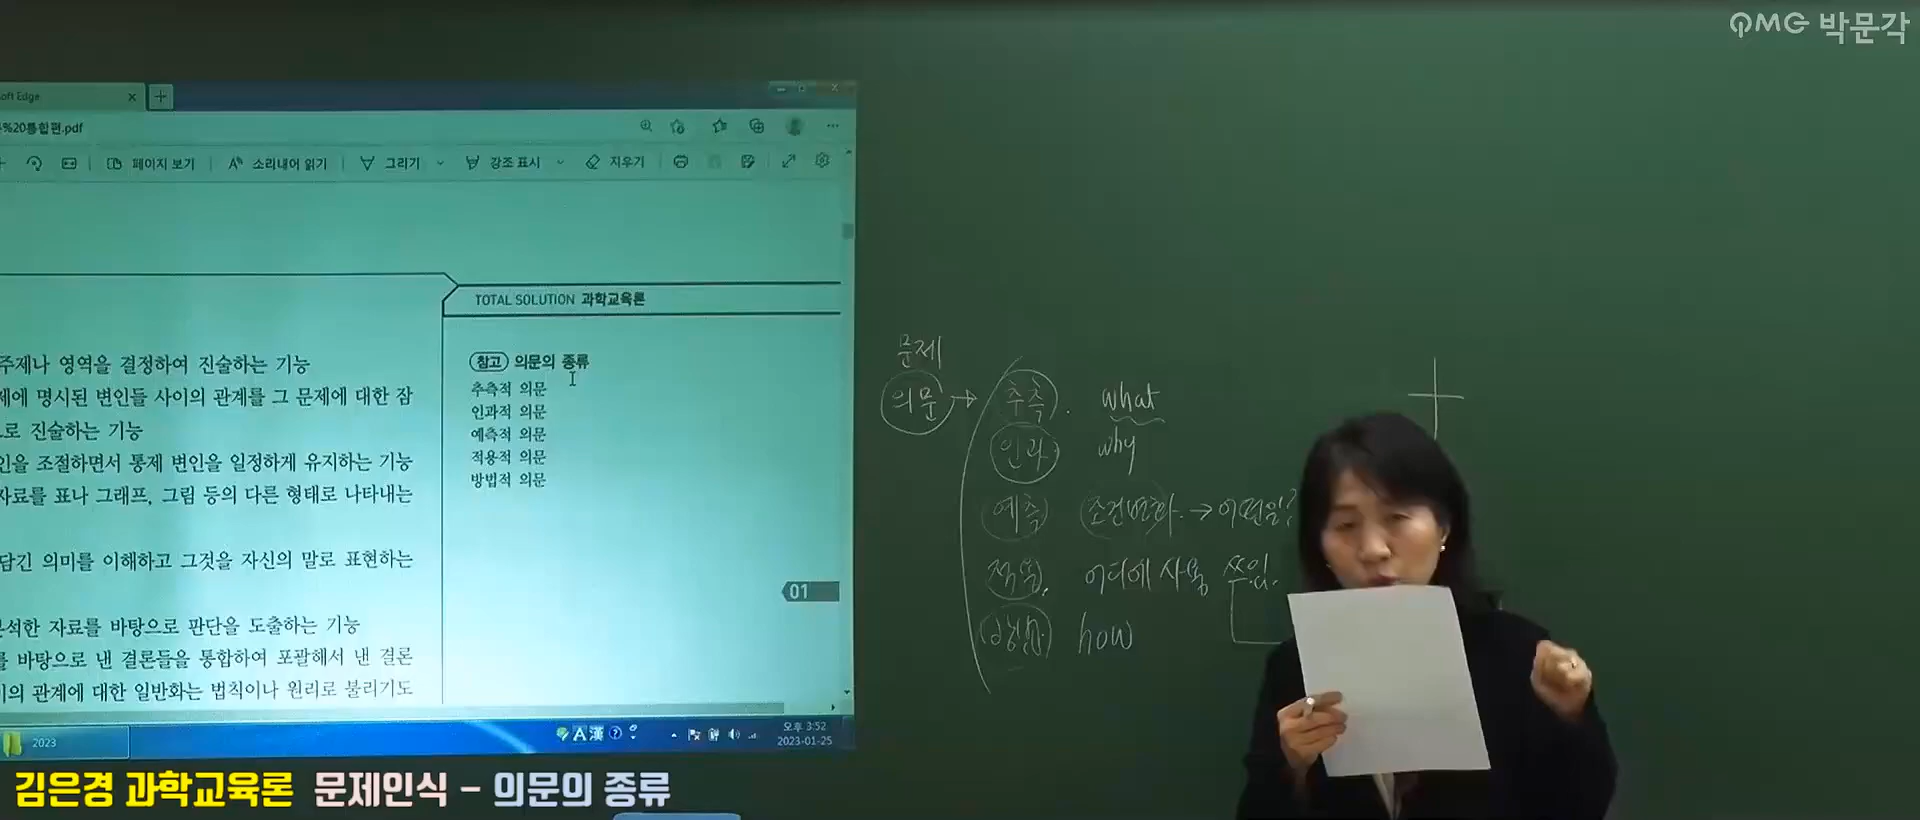 PMG 박문각
soft Edge
%20통합편.pdf
페이지 보기
소리내어 읽기
그리기
강조 표시
지우기
TOTAL SOLUTION 과학교육론
주제나 영역을 결정하여 진술하는 기능
제에 명시된 변인들 사이의 관계를 그 문제에 대한 잠
로 진술하는 기능
인을 조절하면서 통제 변인을 일정하게 유지하는 기능
자료를 표나 그래프, 그림 등의 다른 형태로 나타내는
담긴 의미를 이해하고 그것을 자신의 말로 표현하는
분석한 자료를 바탕으로 판단을 도출하는 기능
를 바탕으로 낸 결론들을 통합하여 포괄해서 낸 결론
의 관계에 대한 일반화는 법칙이나 원리로 불리기도
참고 의문의 종류
추측적 의문
인과적 의문
예측적 의문
적용적 의문
방법적 의문
01
문제
의문 → 추측. what
인과 why
예측 조건변화 → 어떤일?
적용. 어디에 사용 쓰임.
방법. how
2023
A 漢
오후 3:52
2023-01-25
김은경 과학교육론 문제인식 - 의문의 종류